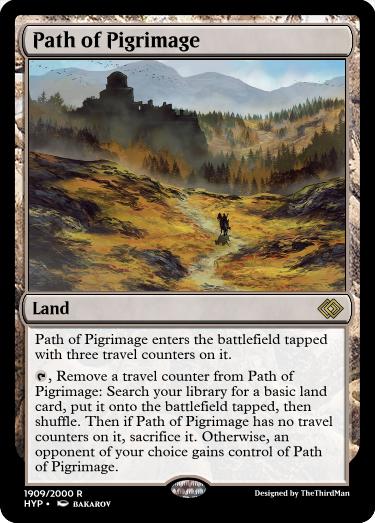 Path of Pigrimage
Land
Path of Pigrimage enters the battlefield tapped
with three travel counters on it.
, Remove a travel counter from Path of
Pigrimage: Search your library for a basic land
card, put it onto the battlefield tapped, then
shuffle. Then if Path of Pigrimage has no travel
counters on it, sacrifice it. Otherwise, an
opponent of your choice gains control of Path
of Pigrimage.
1909/2000 R
HYP • BAKAROV
Designed by TheThirdMan